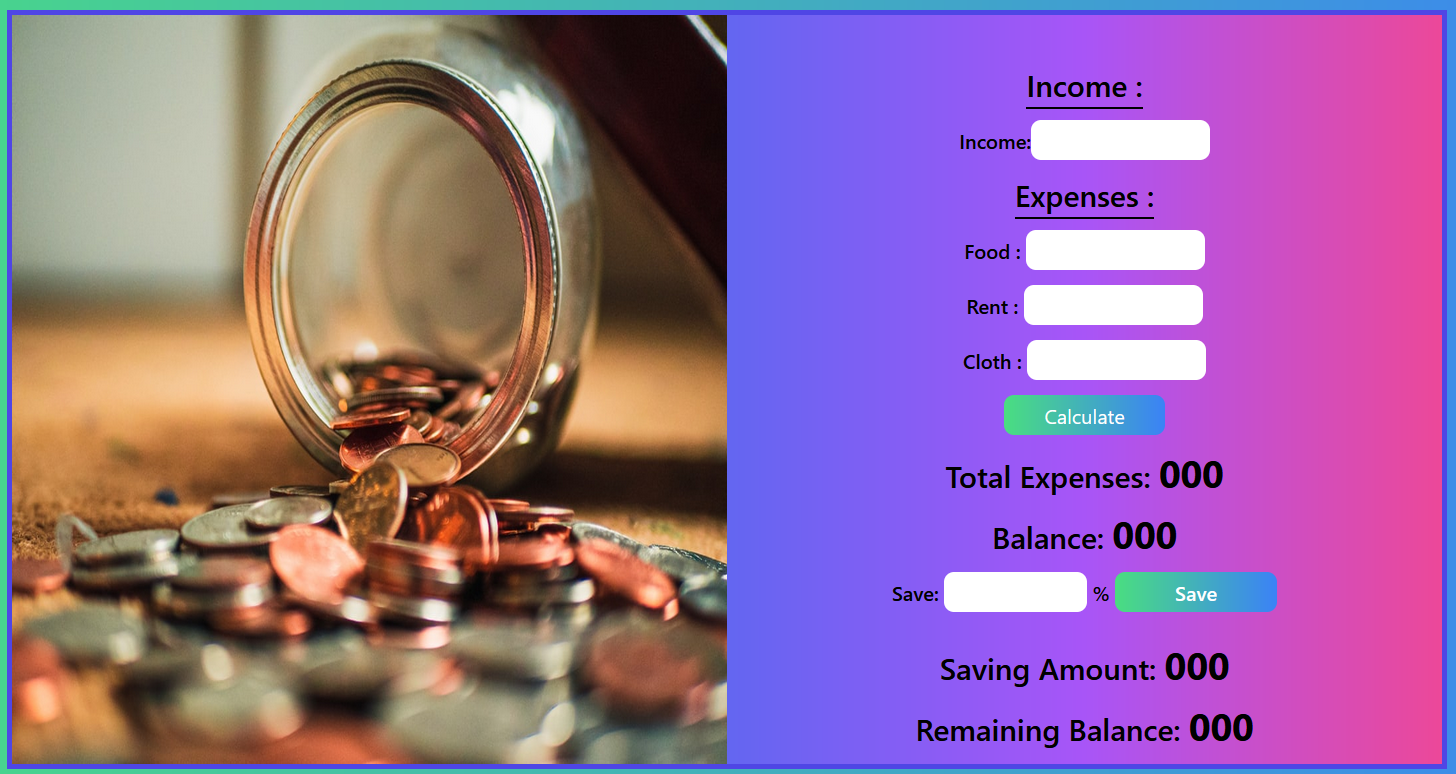 Income :
Income:
Expenses :
Food :
Rent :
Cloth :
Calculate
Total Expenses: 000
Balance: 000
Save: % Save
Saving Amount: 000
Remaining Balance: 000